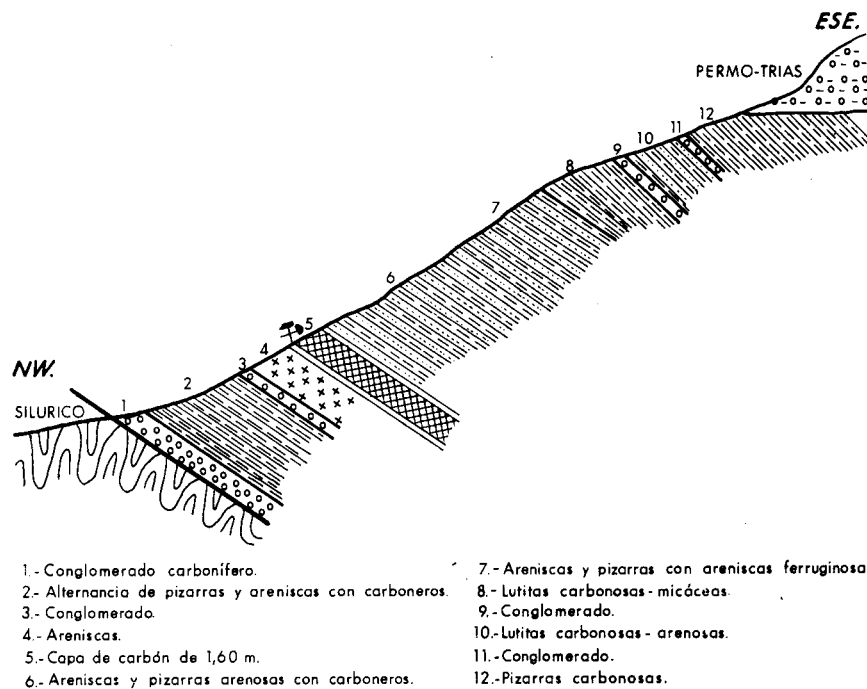 ESE.
PERMO-TRIAS
12
11
10
9
8
7
6
5
4
3
NW.
2
SILURICO
1
1.- Conglomerado carbonífero.
2.- Alternancia de pizarras y areniscas con carboneros.
3.- Conglomerado.
4.- Areniscas.
5.- Capa de carbón de 1,60 m.
6.- Areniscas y pizarras arenosas con carboneros.
7.- Areniscas y pizarras con areniscas ferruginosa
8.- Lutitas carbonosas - micáceas.
9.- Conglomerado.
10.- Lutitas carbonosas - arenosas.
11.- Conglomerado.
12.- Pizarras carbonosas.